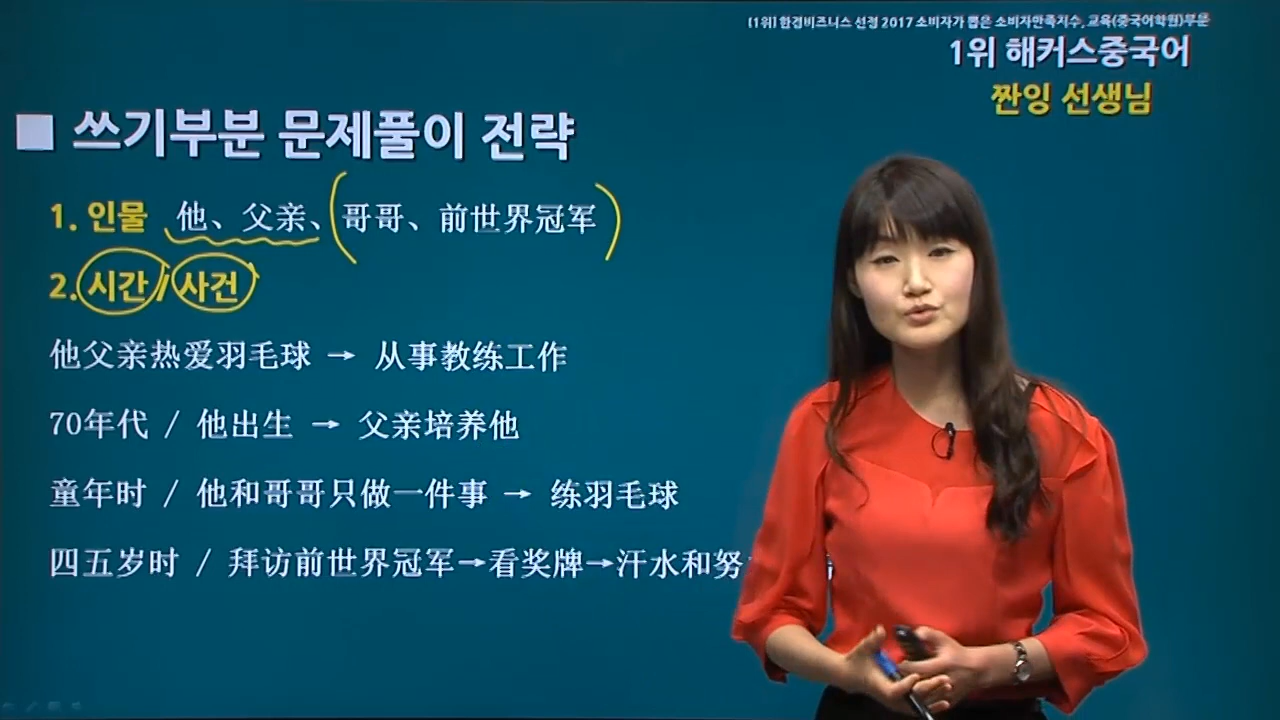 (1위) 한경비즈니스 선정 2017 소비자가 뽑은 소비자만족지수, 교육(중국어학원)부문
1위 해커스중국어
짠잉 선생님
■ 쓰기부분 문제풀이 전략
1. 인물 他、父亲、哥哥、前世界冠军
2. 시간/사건
他父亲热爱羽毛球 → 从事教练工作
70年代 / 他出生 → 父亲培养他
童年时 / 他和哥哥只做一件事 → 练羽毛球
四五岁时 / 拜访前世界冠军→看奖牌→汗水和努